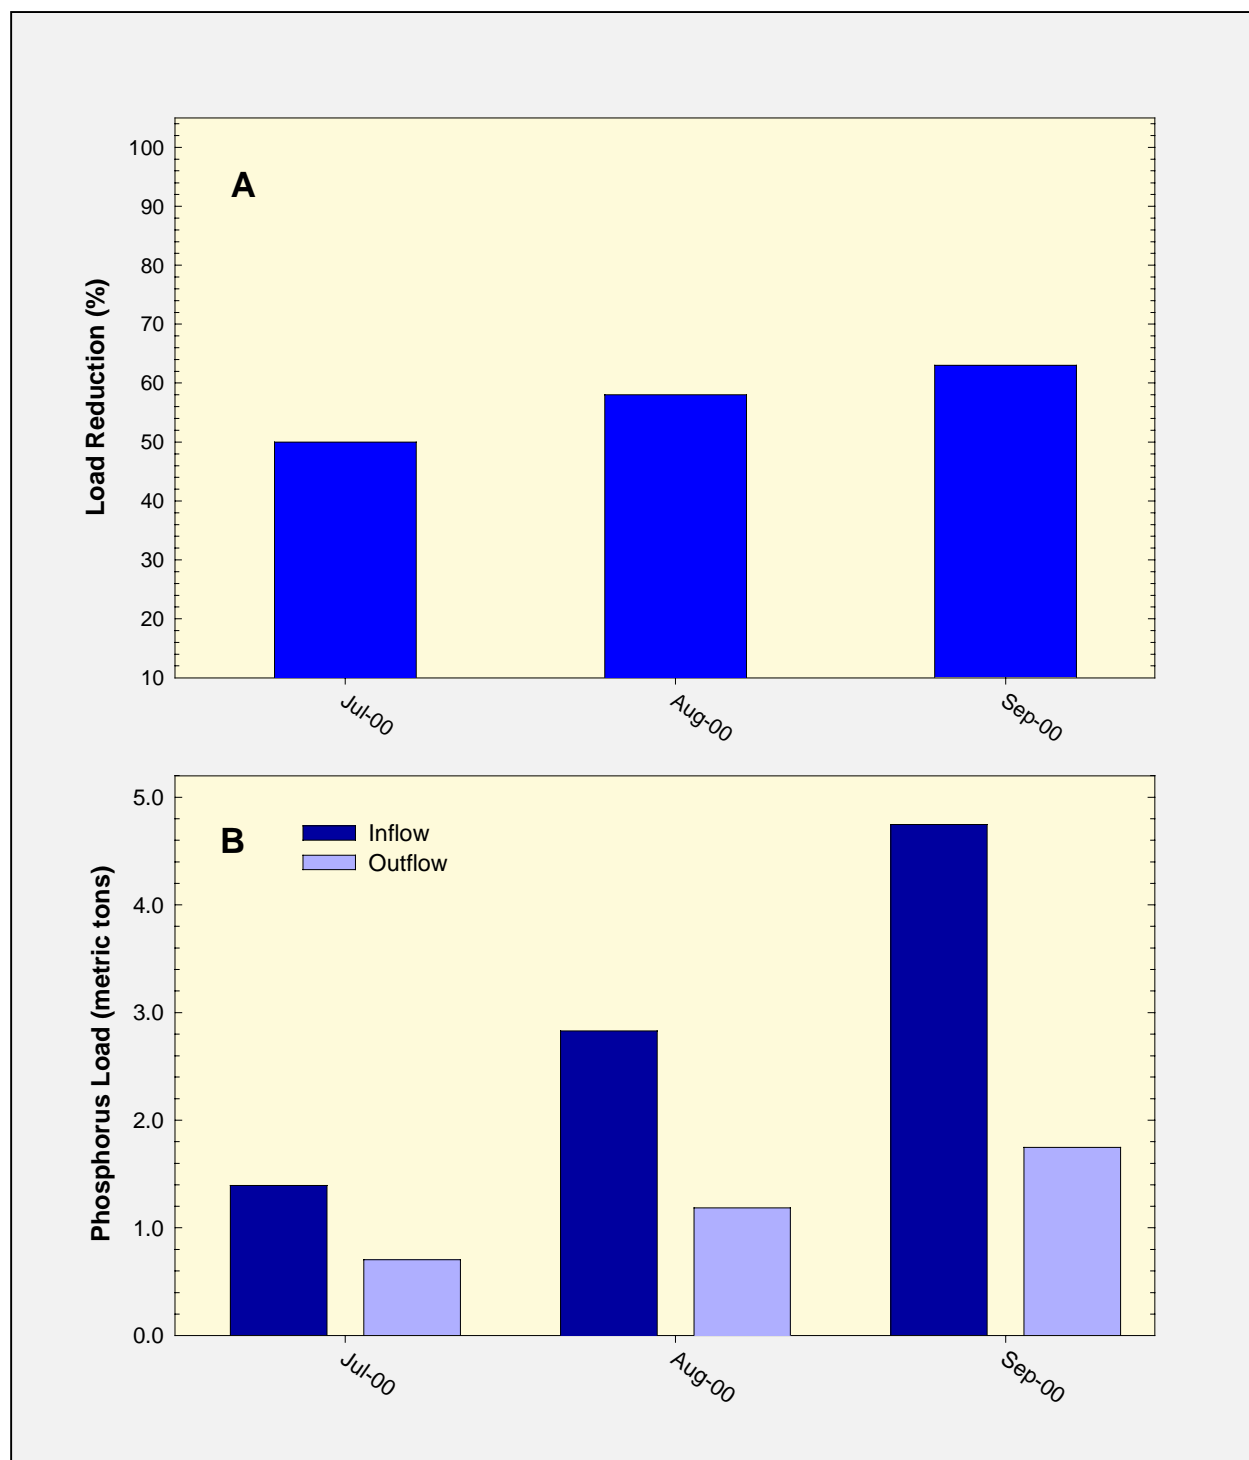 100
A
90
80
70
60
50
40
30
20
10
Load Reduction (%)
Jul-00
Aug-00
Sep-00
5.0
B
Inflow
Outflow
4.0
3.0
2.0
1.0
0.0
Phosphorus Load (metric tons)
Jul-00
Aug-00
Sep-00